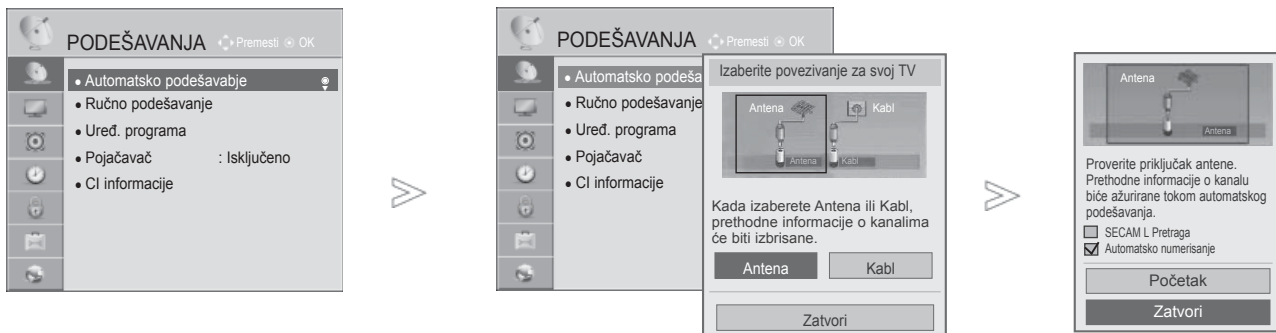 PODEŠAVANJA Premesti OK
• Automatsko podešavabje
• Ručno podešavanje
• Uređ. programa
• Pojačavač : Isključeno
• CI informacije
>>
PODEŠAVANJA Premesti OK
• Automatsko podeša
• Ručno podešavanje
• Uređ. programa
• Pojačavač
• CI informacije
Izaberite povezivanje za svoj TV
Antena Kabl
Antena Kabl
Kada izaberete Antena ili Kabl,
prethodne informacije o kanalima
će biti izbrisane.
Antena Kabl
Zatvori
>>
Antena
Antena
Proverite priključak antene.
Prethodne informacije o kanalu
biće ažurirane tokom automatskog
podešavanja.
SECAM L Pretraga
Automatsko numerisanje
Početak
Zatvori